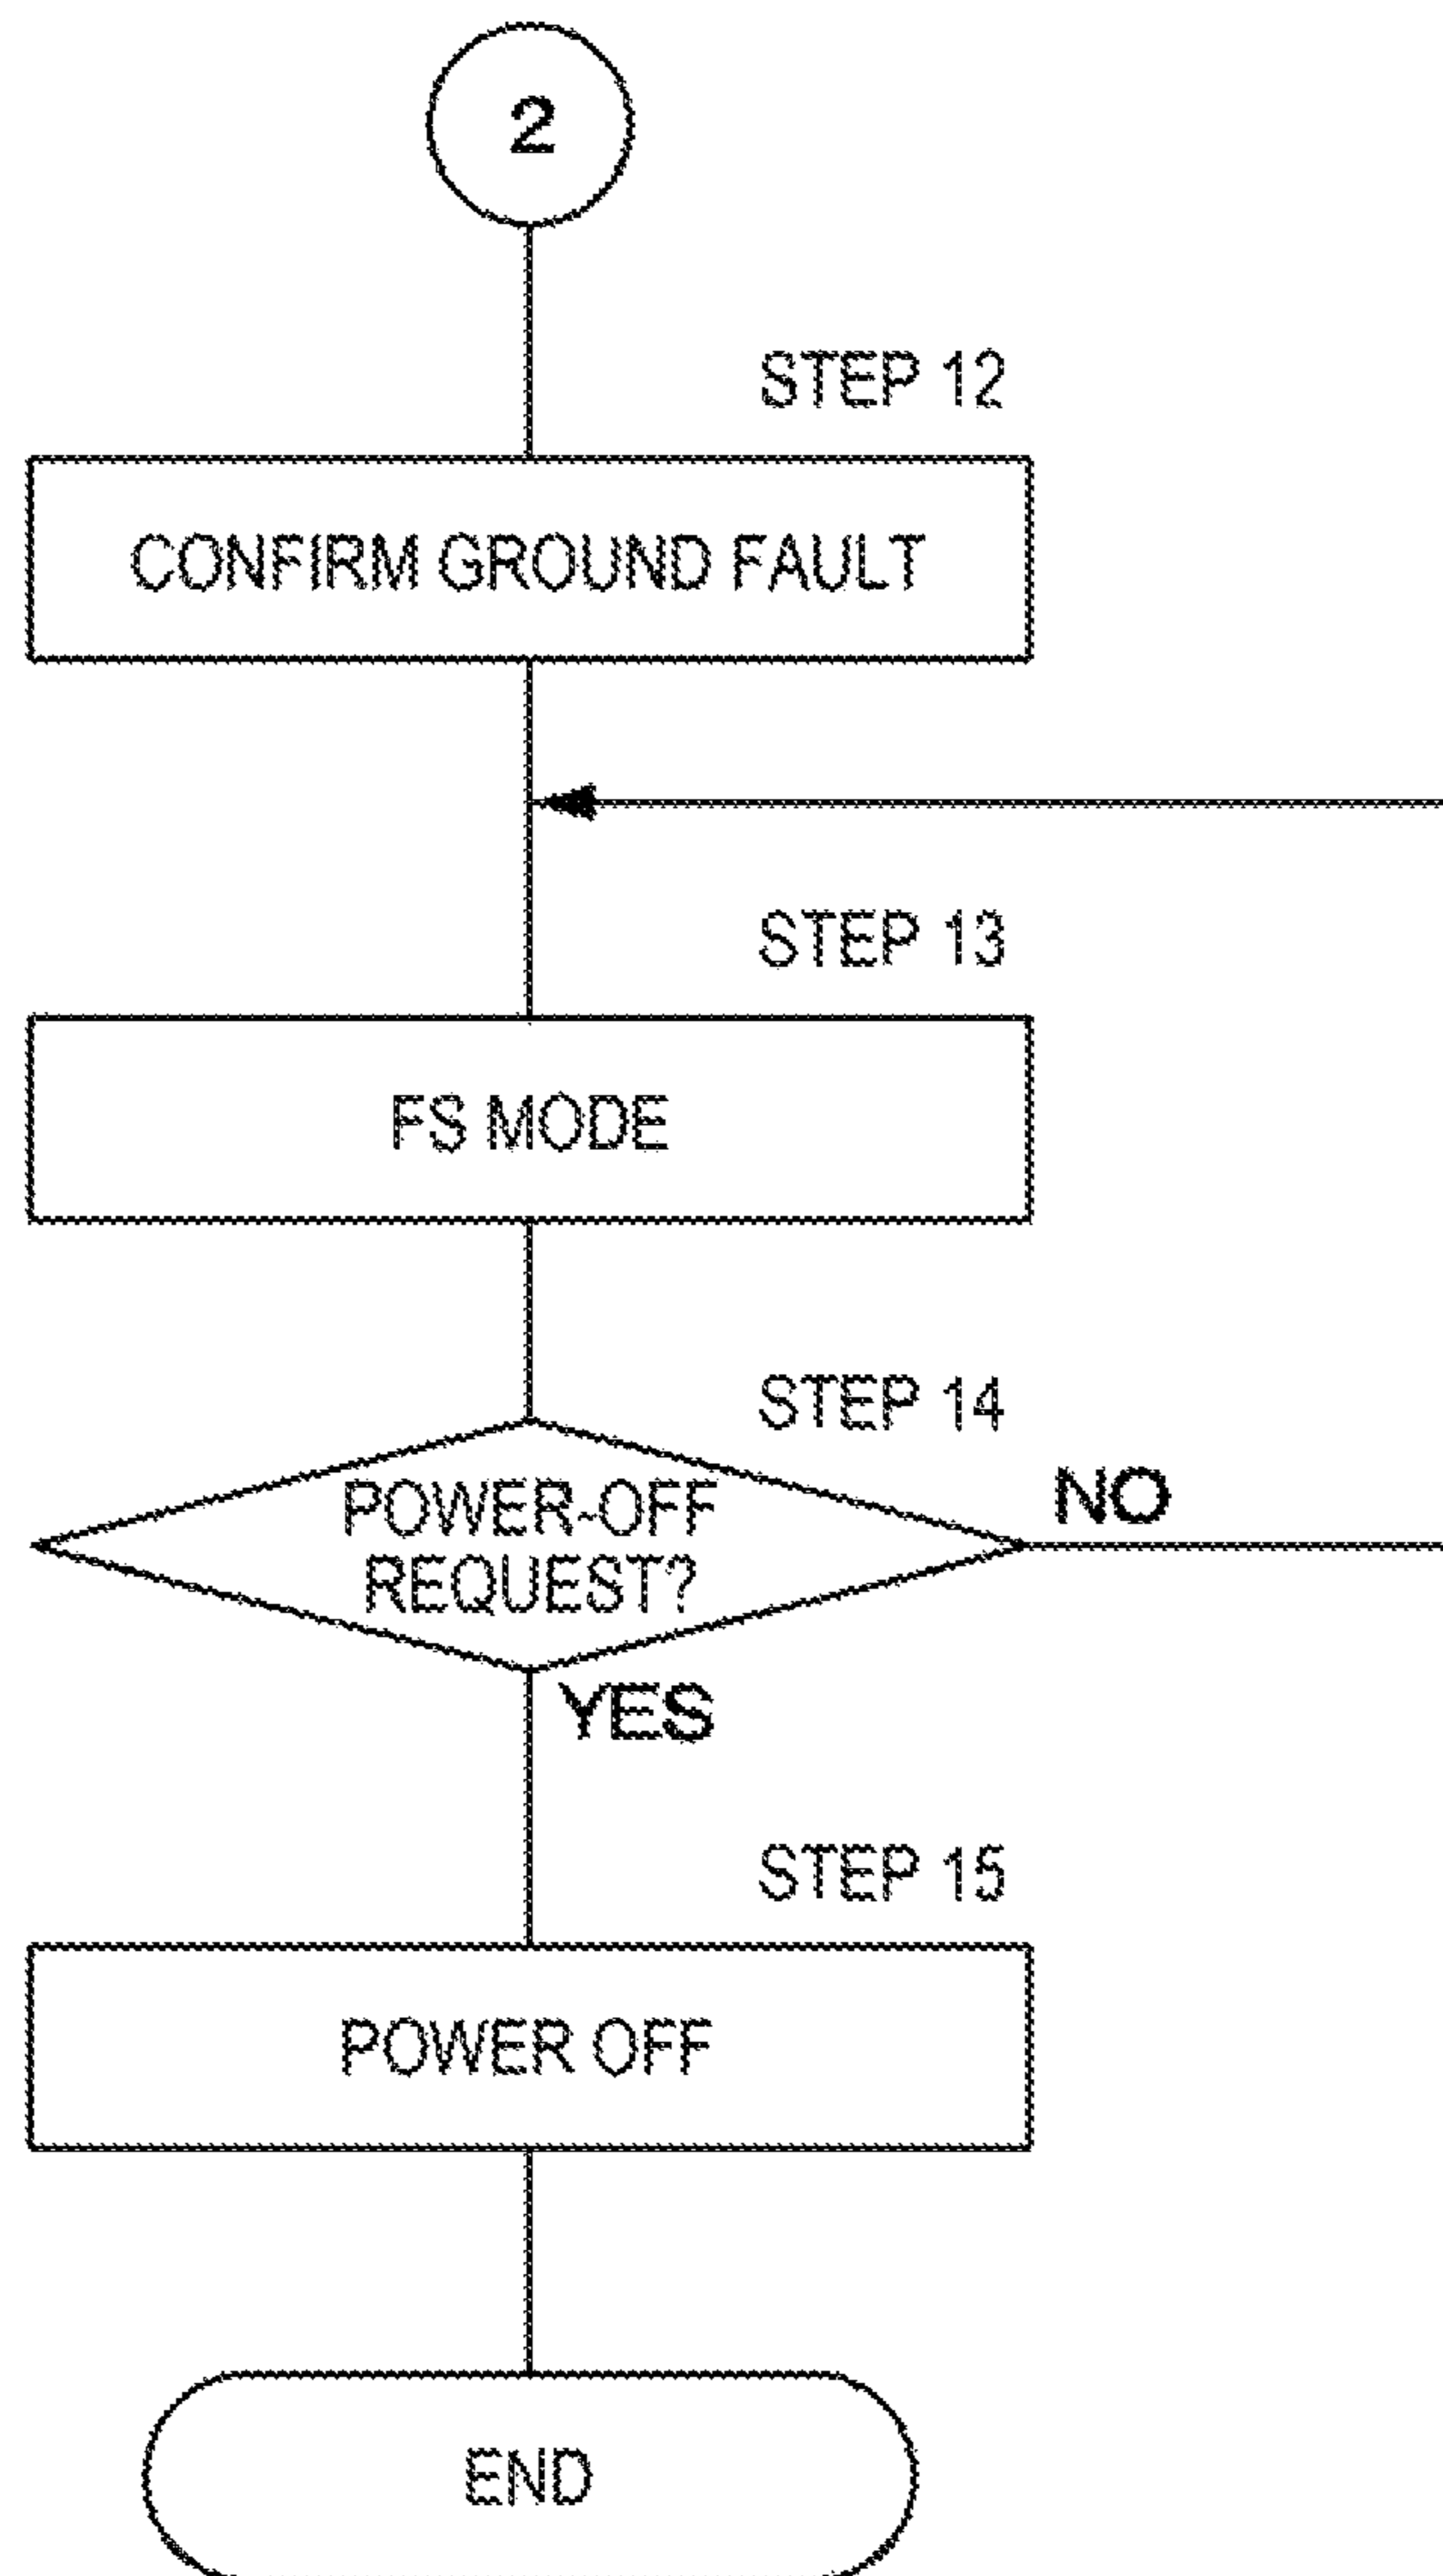 2
STEP 12
CONFIRM GROUND FAULT
STEP 13
FS MODE
STEP 14
POWER-OFF
REQUEST?
NO
YES
STEP 15
POWER OFF
END